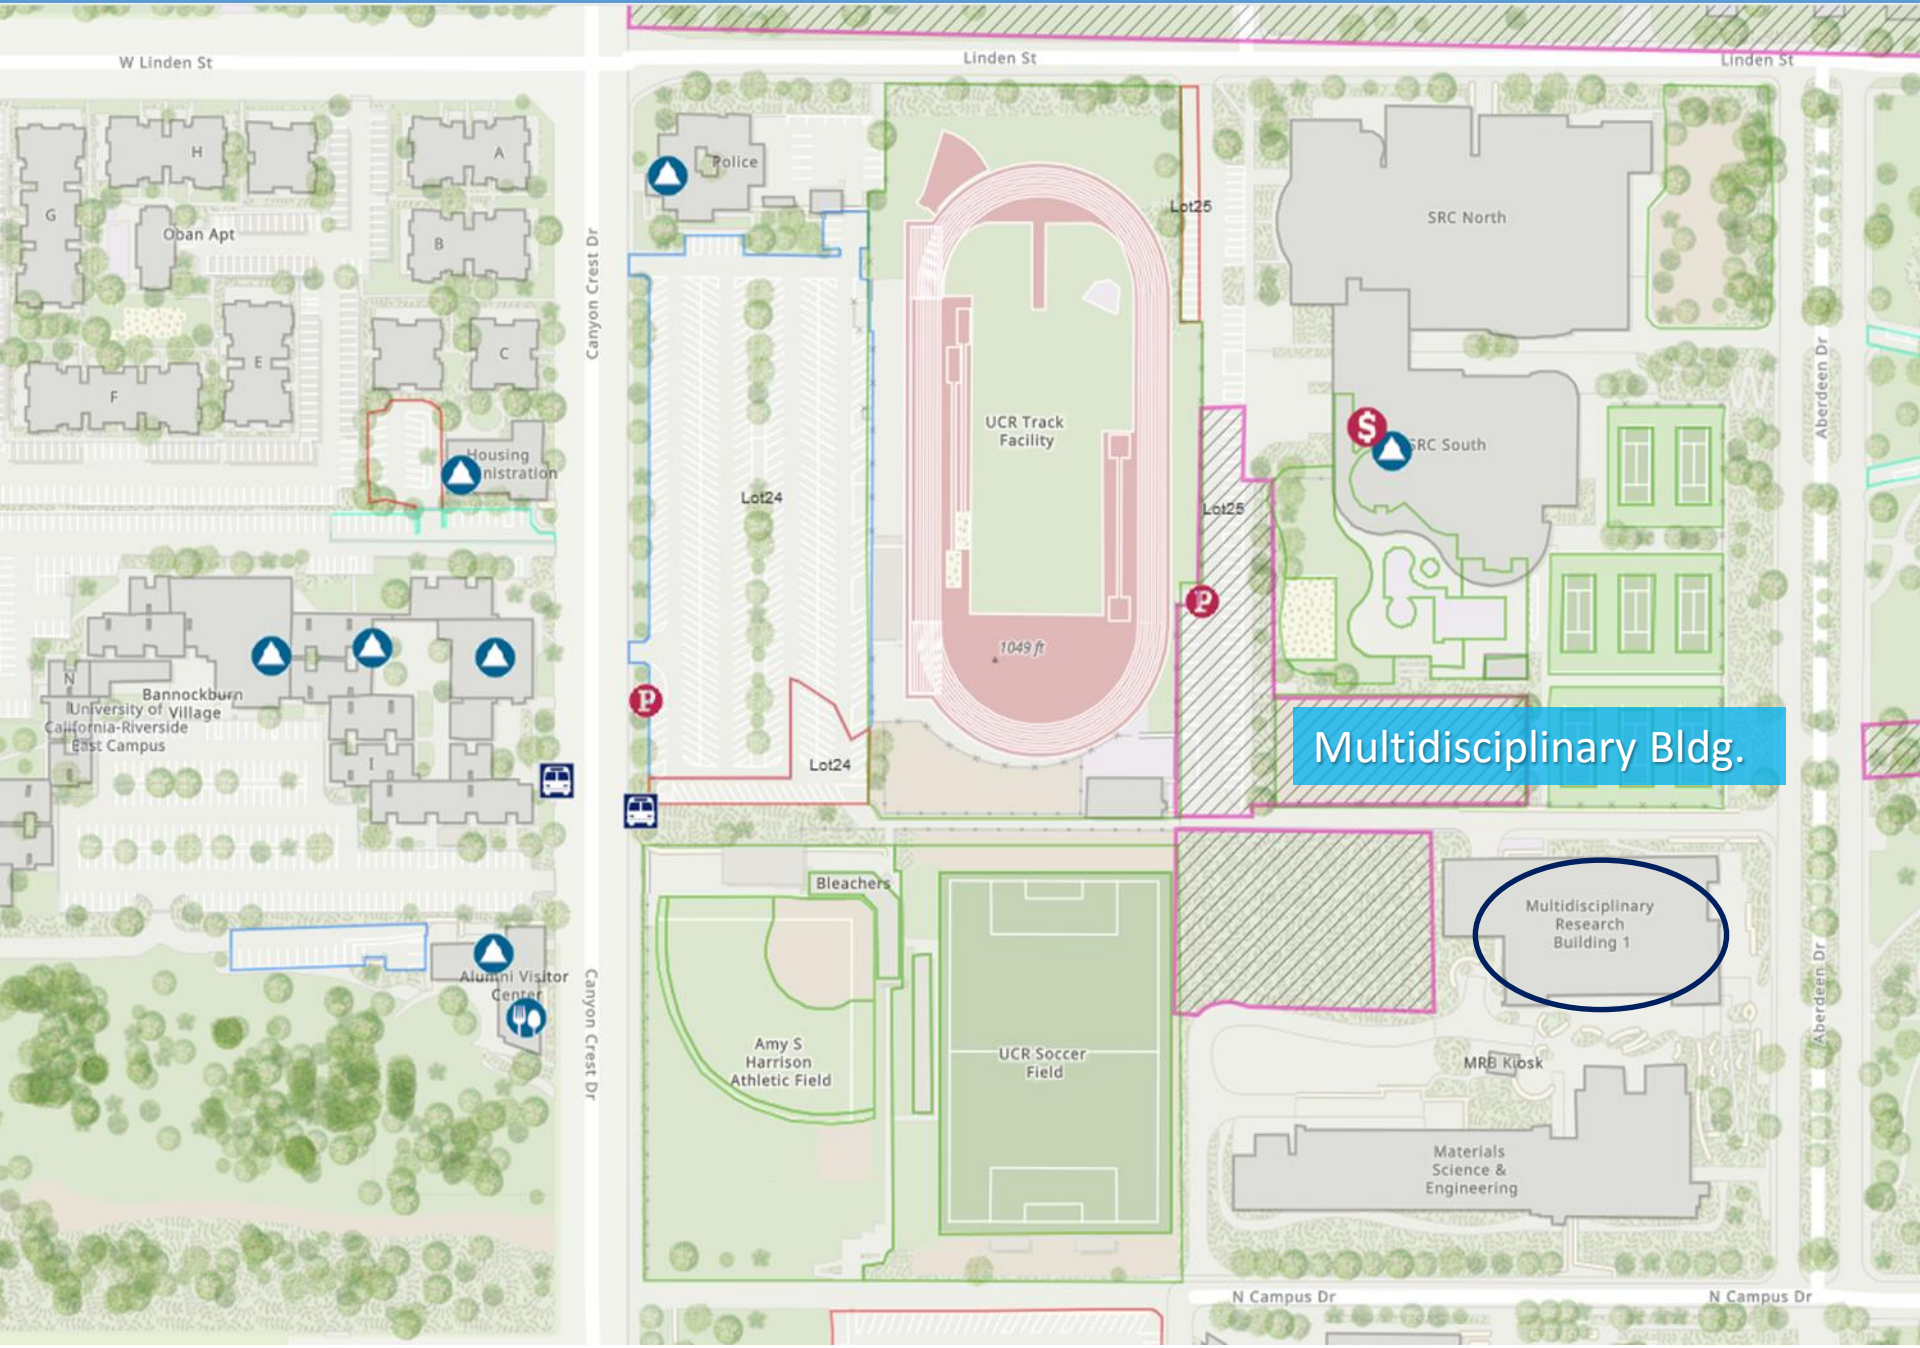 W Linden St
Linden St
Linden St
H
A
Police
G
Oban Apt
B
Canyon Crest Dr
Lot25
SRC North
E
C
F
Aberdeen Dr
UCR Track
Facility
$
SRC South
Housing
nistration
Lot24
Lot25
P
1049 ft
N
Bannockburn
Village
University of
California-Riverside
East Campus
P
I
Lot24
Multidisciplinary Bldg.
Bleachers
Multidisciplinary
Research
Building 1
Alumni Visitor
Center
Canyon Crest Dr
Aberdeen Dr
Amy S
Harrison
Athletic Field
UCR Soccer
Field
MRB Kiosk
Materials
Science &
Engineering
N Campus Dr
N Campus Dr